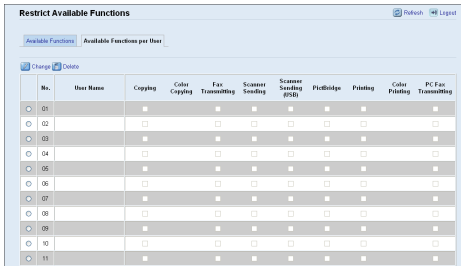 Restrict Available Functions
Refresh Logout
Available Functions Available Functions per User
Change Delete
No. User Name Copying Color Copying Fax Transmitting Scanner Sending Scanner Sending (USB) PictBridge Printing Color Printing PC Fax Transmitting
01
02
03
04
05
06
07
08
09
10
11